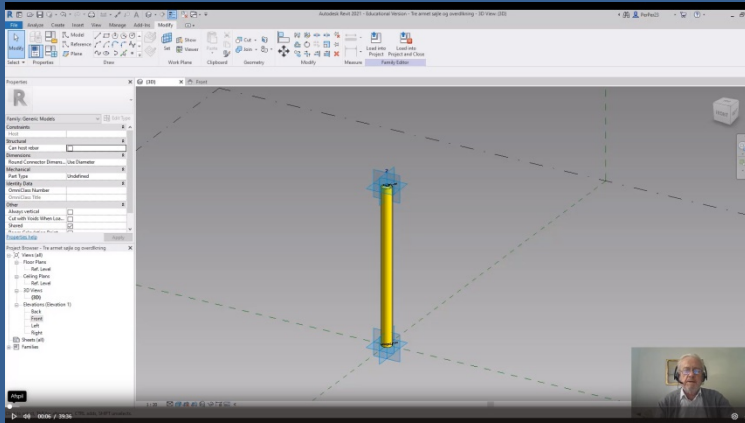 Autodesk Revit 2021 - Educational Version - Tre armet søjle og overdækning - 3D View: {3D}
File Analyze Create Insert View Manage Add-Ins Modify
Modify
Model
Reference
Plane
Set
Show
Viewer
Paste
Cut
Join
Load into Project
Load into Project and Close
Select Properties Draw Work Plane Clipboard Geometry Modify Measure Family Editor
Properties
{3D}
Front
R
Family: Generic Models
Edit Type
Constraints
Host
Structural
Can host rebar
Dimensions
Round Connector Dimens... Use Diameter
Mechanical
Part Type Undefined
Identity Data
OmniClass Number
OmniClass Title
Other
Always vertical
Cut with Voids When Loa...
Shared
Properties help
Apply
Project Browser - Tre armet søjle og overdækning
Views (all)
Floor Plans
Ref. Level
Ceiling Plans
Ref. Level
3D Views
{3D}
Elevations (Elevation 1)
Back
Front
Left
Right
Sheets (all)
Families
Afspil
00:06 / 39:26